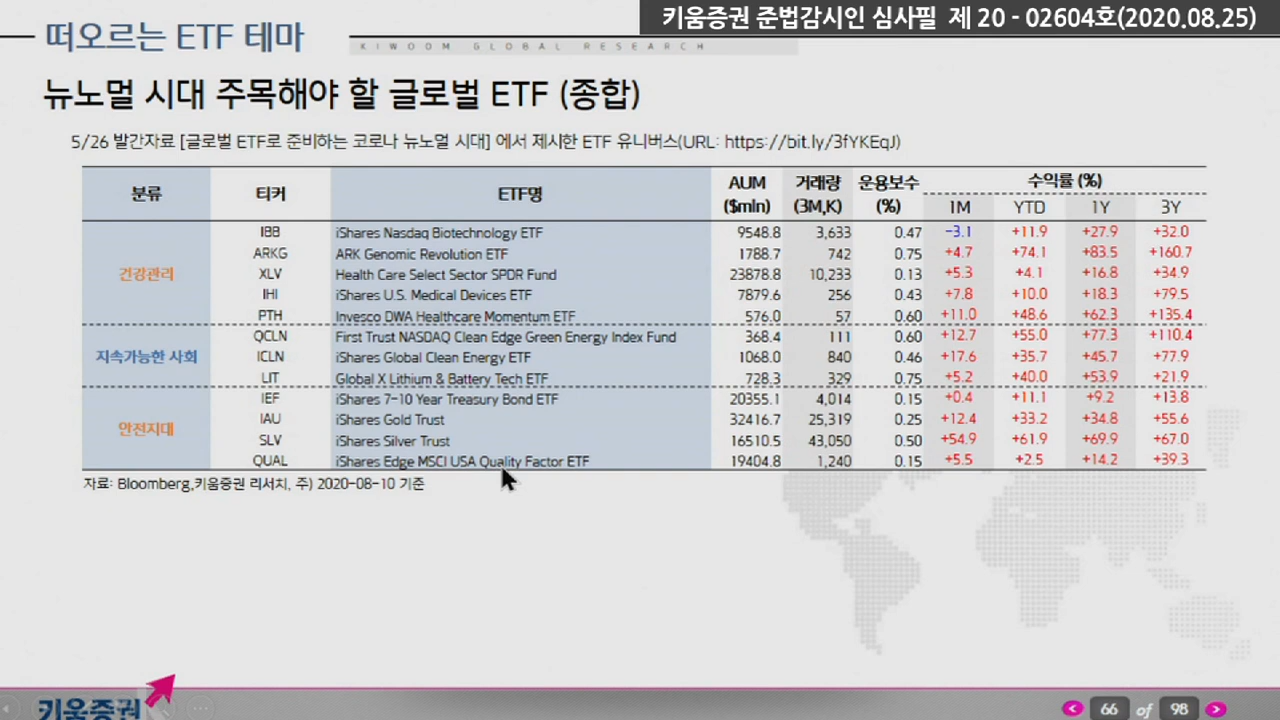 키움증권 준법감시인 심사필 제 20 - 02604호(2020.08.25)
떠오르는 ETF 테마
KIWOOM GLOBAL RESEARCH
뉴노멀 시대 주목해야 할 글로벌 ETF (종합)
5/26 발간자료 [글로벌 ETF로 준비하는 코로나 뉴노멀 시대] 에서 제시한 ETF 유니버스(URL: https://bit.ly/3fYKEqJ)
분류 티커 ETF명 AUM ($mln) 거래량 (3M,K) 운용보수 (%) 수익률 (%)
1M YTD 1Y 3Y
건강관리
IBB iShares Nasdaq Biotechnology ETF 9548.8 3,633 0.47 -3.1 +11.9 +27.9 +32.0
ARKG ARK Genomic Revolution ETF 1788.7 742 0.75 +4.7 +74.1 +83.5 +160.7
XLV Health Care Select Sector SPDR Fund 23878.8 10,233 0.13 +5.3 +4.1 +16.8 +34.9
IHI iShares U.S. Medical Devices ETF 7879.6 256 0.43 +7.8 +10.0 +18.3 +79.5
PTH Invesco DWA Healthcare Momentum ETF 576.0 57 0.60 +11.0 +48.6 +62.3 +135.4
지속가능한 사회
QCLN First Trust NASDAQ Clean Edge Green Energy Index Fund 368.4 111 0.60 +12.7 +55.0 +77.3 +110.4
ICLN iShares Global Clean Energy ETF 1068.0 840 0.46 +17.6 +35.7 +45.7 +77.9
LIT Global X Lithium & Battery Tech ETF 728.3 329 0.75 +5.2 +40.0 +53.9 +21.9
안전지대
IEF iShares 7-10 Year Treasury Bond ETF 20355.1 4,014 0.15 +0.4 +11.1 +9.2 +13.8
IAU iShares Gold Trust 32416.7 25,319 0.25 +12.4 +33.2 +34.8 +55.6
SLV iShares Silver Trust 16510.5 43,050 0.50 +54.9 +61.9 +69.9 +67.0
QUAL iShares Edge MSCI USA Quality Factor ETF 19404.8 1,240 0.15 +5.5 +2.5 +14.2 +39.3
자료: Bloomberg,키움증권 리서치, 주) 2020-08-10 기준
키움증권
66 of 98